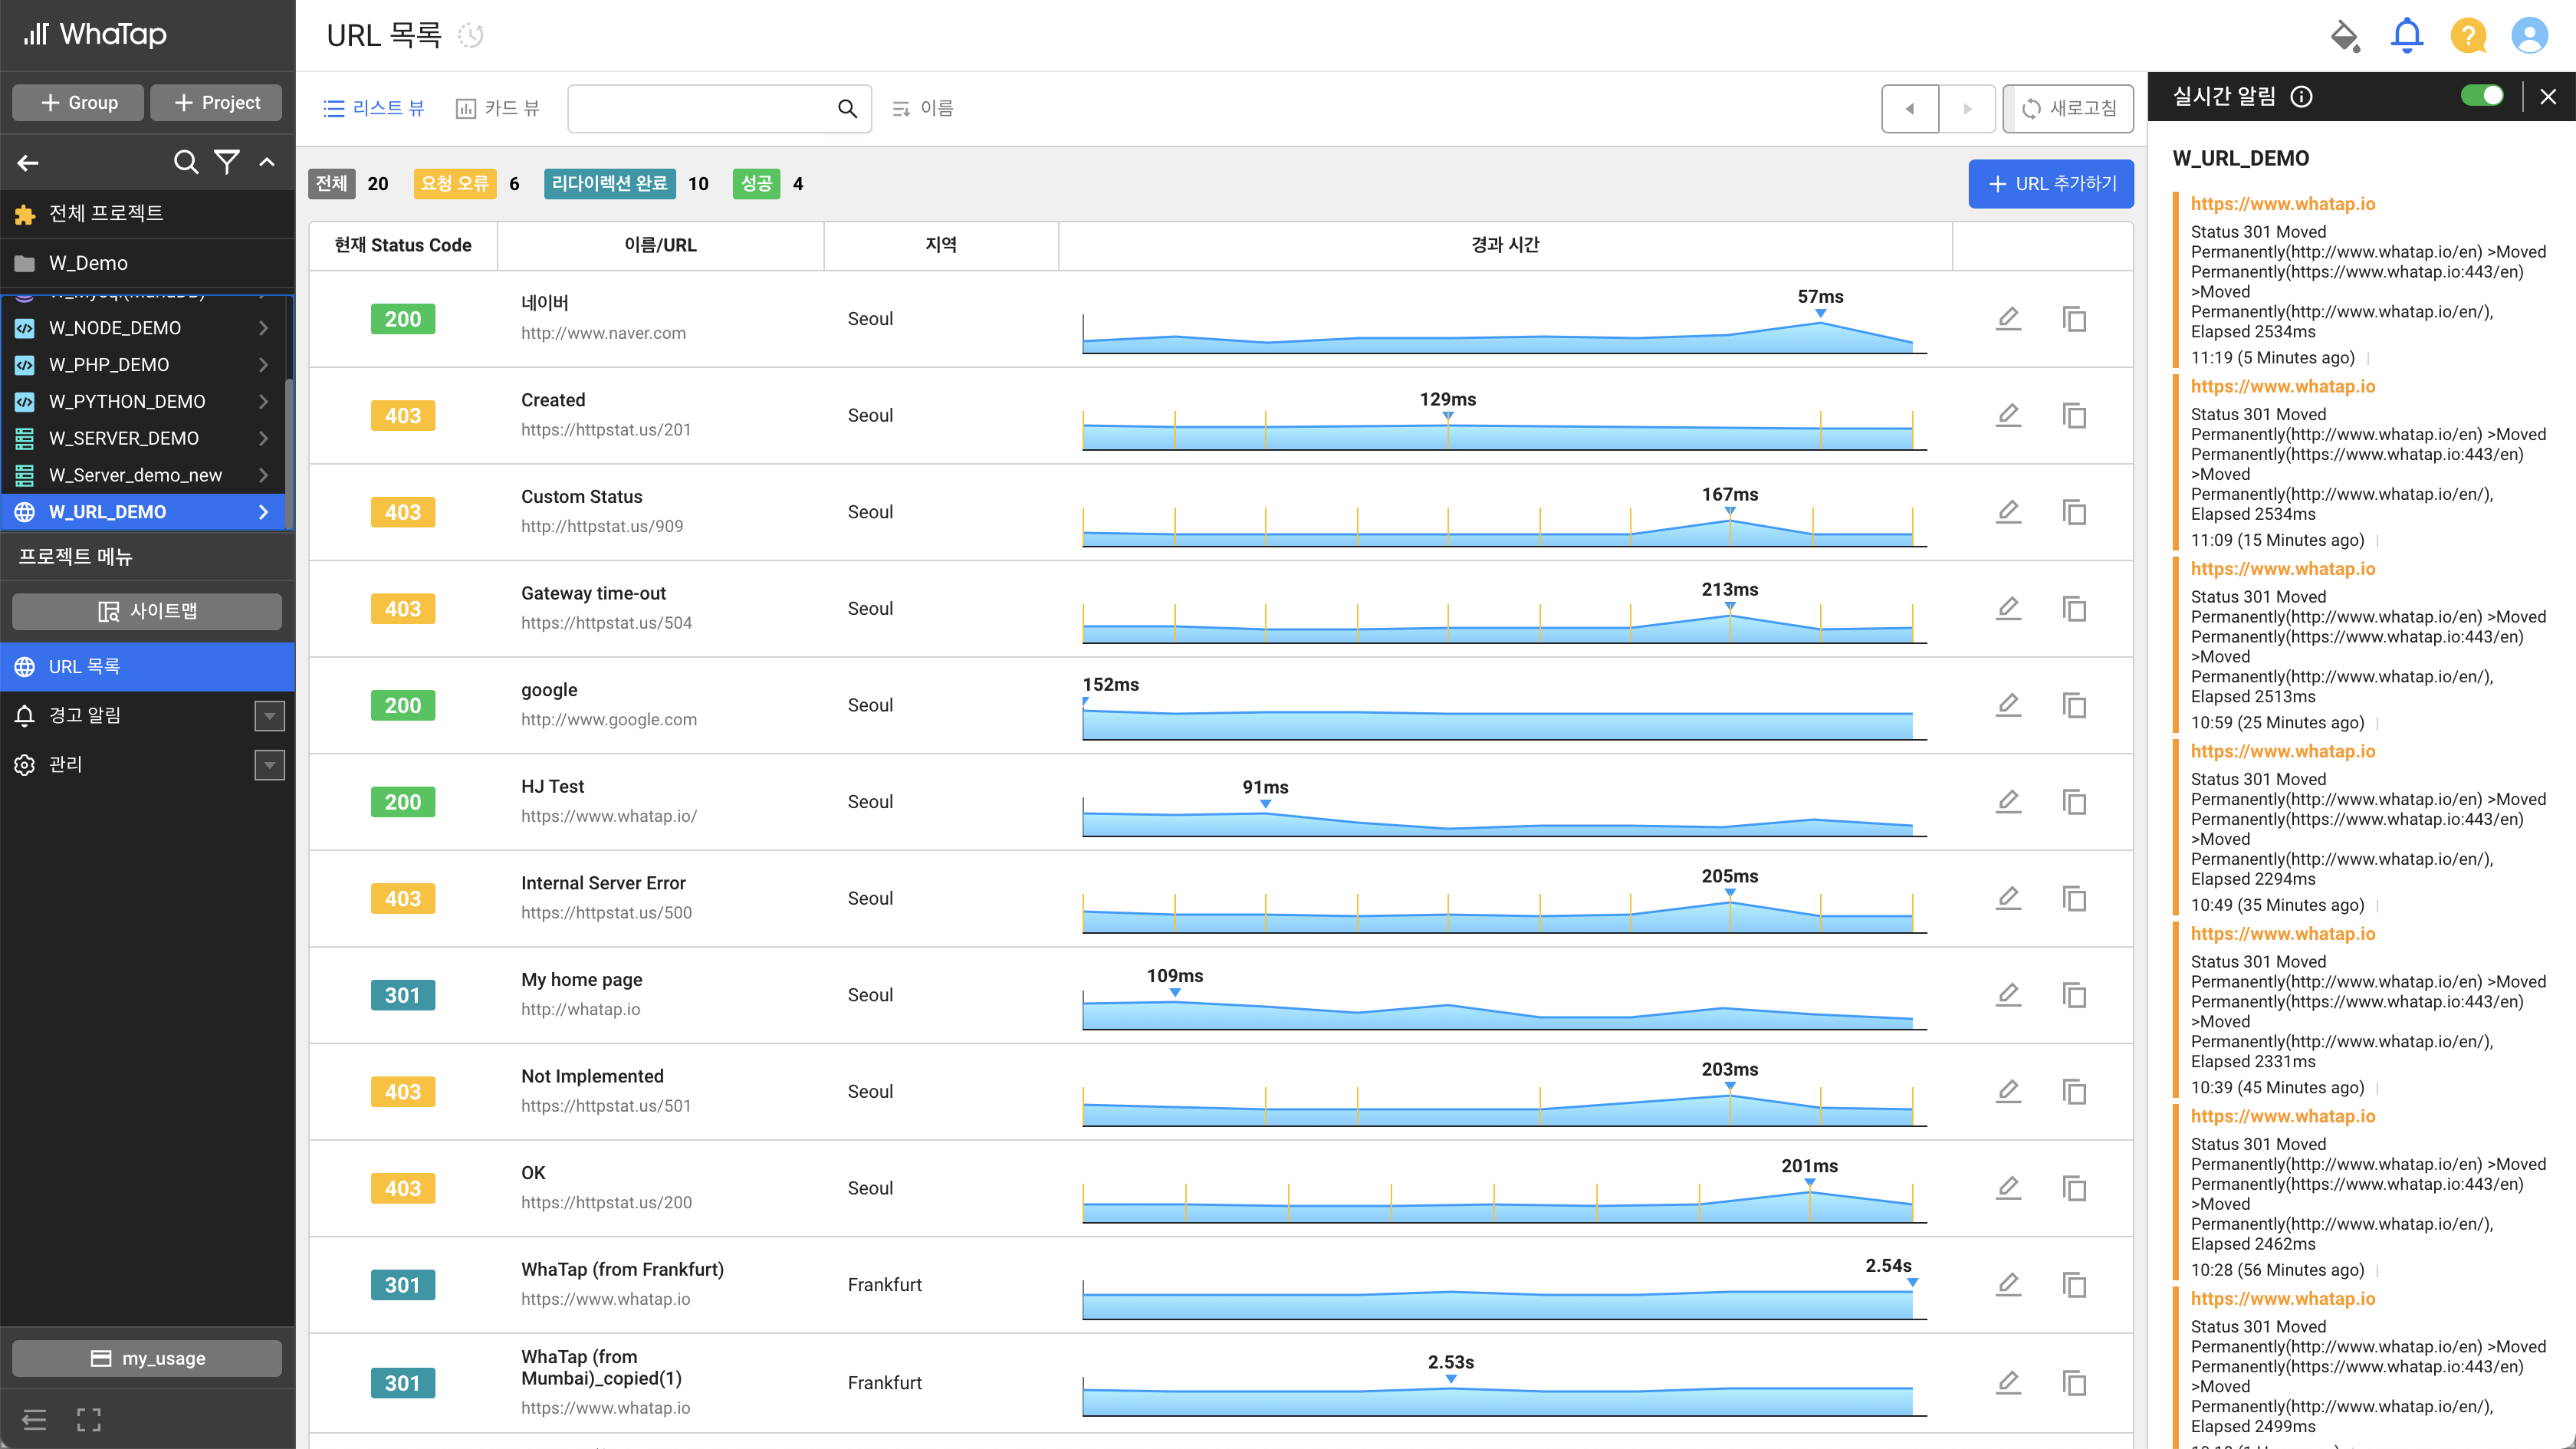 WhaTap
Group
Project
전체 프로젝트
W_Demo
W_NODE_DEMO
W_PHP_DEMO
W_PYTHON_DEMO
W_SERVER_DEMO
W_Server_demo_new
W_URL_DEMO
프로젝트 메뉴
사이트맵
URL 목록
경고 알림
관리
my_usage
URL 목록
리스트 뷰
카드 뷰
이름
새로고침
전체 20 요청 오류 6 리다이렉션 완료 10 성공 4
URL 추가하기
현재 Status Code 이름/URL 지역 경과 시간
200
네이버
http://www.naver.com
Seoul
57ms
403
Created
https://httpstat.us/201
Seoul
129ms
403
Custom Status
http://httpstat.us/909
Seoul
167ms
403
Gateway time-out
https://httpstat.us/504
Seoul
213ms
200
google
http://www.google.com
Seoul
152ms
200
HJ Test
https://www.whatap.io/
Seoul
91ms
403
Internal Server Error
https://httpstat.us/500
Seoul
205ms
301
My home page
http://whatap.io
Seoul
109ms
403
Not Implemented
https://httpstat.us/501
Seoul
203ms
403
OK
https://httpstat.us/200
Seoul
201ms
301
WhaTap (from Frankfurt)
https://www.whatap.io
Frankfurt
2.54s
301
WhaTap (from
Mumbai)_copied(1)
https://www.whatap.io
Frankfurt
2.53s
실시간 알림
W_URL_DEMO
https://www.whatap.io
Status 301 Moved
Permanently(http://www.whatap.io/en) >Moved
Permanently(https://www.whatap.io:443/en)
>Moved
Permanently(http://www.whatap.io/en/),
Elapsed 2534ms
11:19 (5 Minutes ago)
https://www.whatap.io
Status 301 Moved
Permanently(http://www.whatap.io/en) >Moved
Permanently(https://www.whatap.io:443/en)
>Moved
Permanently(http://www.whatap.io/en/),
Elapsed 2534ms
11:09 (15 Minutes ago)
https://www.whatap.io
Status 301 Moved
Permanently(http://www.whatap.io/en) >Moved
Permanently(https://www.whatap.io:443/en)
>Moved
Permanently(http://www.whatap.io/en/),
Elapsed 2513ms
10:59 (25 Minutes ago)
https://www.whatap.io
Status 301 Moved
Permanently(http://www.whatap.io/en) >Moved
Permanently(https://www.whatap.io:443/en)
>Moved
Permanently(http://www.whatap.io/en/),
Elapsed 2294ms
10:49 (35 Minutes ago)
https://www.whatap.io
Status 301 Moved
Permanently(http://www.whatap.io/en) >Moved
Permanently(https://www.whatap.io:443/en)
>Moved
Permanently(http://www.whatap.io/en/),
Elapsed 2331ms
10:39 (45 Minutes ago)
https://www.whatap.io
Status 301 Moved
Permanently(http://www.whatap.io/en) >Moved
Permanently(https://www.whatap.io:443/en)
>Moved
Permanently(http://www.whatap.io/en/),
Elapsed 2462ms
10:28 (56 Minutes ago)
https://www.whatap.io
Status 301 Moved
Permanently(http://www.whatap.io/en) >Moved
Permanently(https://www.whatap.io:443/en)
>Moved
Permanently(http://www.whatap.io/en/),
Elapsed 2499ms